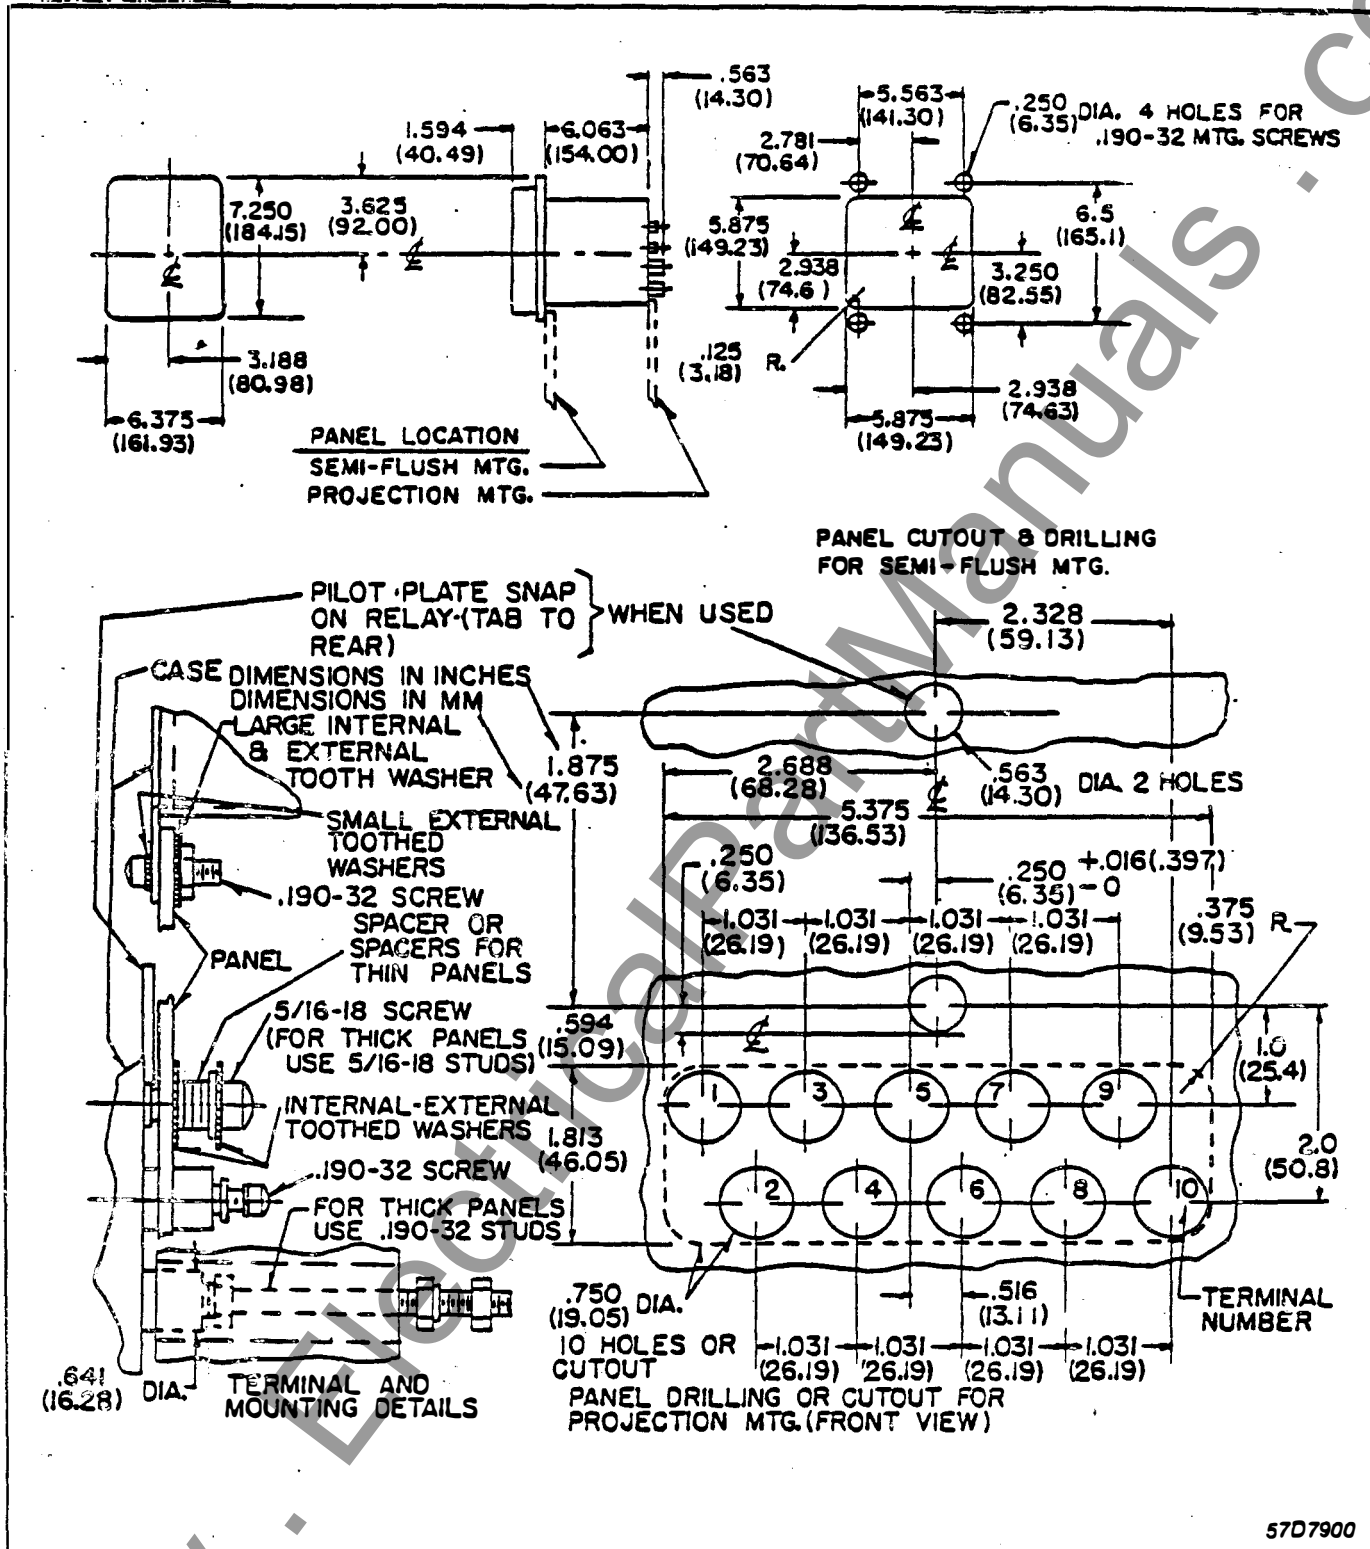 .563
(14.30)
1.594
(40.49)
6.063
(154.00)
5.563
(141.30)
2.781
(70.64)
.250
(6.35)
DIA. 4 HOLES FOR
.190-32 MTG. SCREWS
7.250
(184.15)
3.625
(92.00)
5.875
(149.23)
2.938
(74.6 )
6.5
(165.1)
3.250
(82.55)
3.188
(80.98)
6.375
(161.93)
.125
(3.18)
R.
2.938
(74.63)
5.875
(149.23)
PANEL LOCATION
SEMI-FLUSH MTG.
PROJECTION MTG.
PANEL CUTOUT & DRILLING
FOR SEMI-FLUSH MTG.
PILOT PLATE SNAP
ON RELAY-(TAB TO
REAR)
WHEN USED
2.328
(59.13)
CASE
DIMENSIONS IN INCHES
DIMENSIONS IN MM
LARGE INTERNAL
& EXTERNAL
TOOTH WASHER
1.875
(47.63)
2.688
(68.28)
.563
(14.30)
DIA. 2 HOLES
5.375
(136.53)
SMALL EXTERNAL
TOOTHED
WASHERS
.190-32 SCREW
.250
(6.35)
.250
(6.35)
+.016(.397)
-0
.375
(9.53)
R
1.031
(26.19)
1.031
(26.19)
1.031
(26.19)
1.031
(26.19)
SPACER OR
SPACERS FOR
THIN PANELS
PANEL
5/16-18 SCREW
(FOR THICK PANELS
USE 5/16-18 STUDS)
.594
(15.09)
1.0
(25.4)
1 3 5 7 9
INTERNAL-EXTERNAL
TOOTHED WASHERS
1.813
(46.05)
2.0
(50.8)
.190-32 SCREW
FOR THICK PANELS
USE .190-32 STUDS
2 4 6 8 10
.750
(19.05)
DIA.
10 HOLES OR
CUTOUT
.516
(13.11)
TERMINAL
NUMBER
1.031
(26.19)
1.031
(26.19)
1.031
(26.19)
1.031
(26.19)
.641
(16.28)
DIA.
TERMINAL AND
MOUNTING DETAILS
PANEL DRILLING OR CUTOUT FOR
PROJECTION MTG. (FRONT VIEW)
57D7900
. ElectricalPartManuals . co